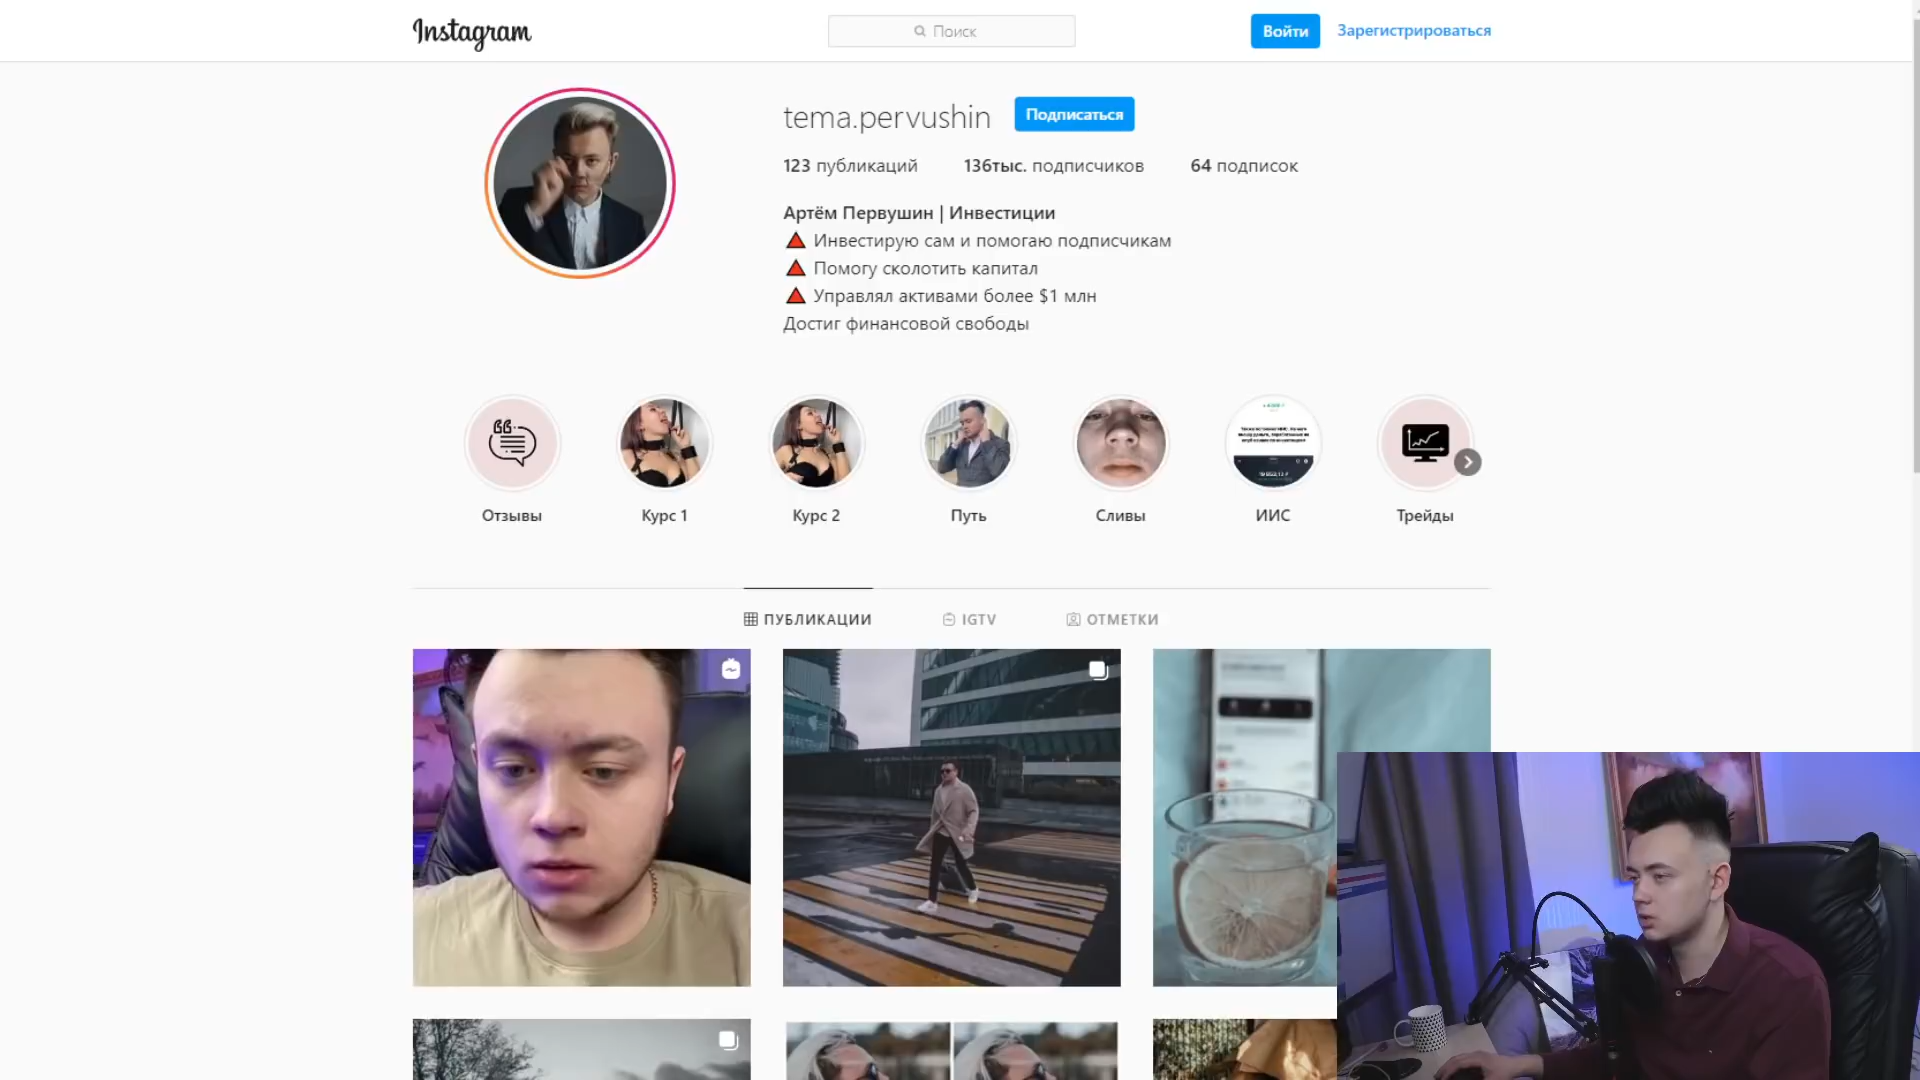 Instagram
Поиск
Войти
Зарегистрироваться
tema.pervushin
Подписаться
123 публикаций
136тыс. подписчиков
64 подписок
Артём Первушин | Инвестиции
🔺 Инвестирую сам и помогаю подписчикам
🔺 Помогу сколотить капитал
🔺 Управлял активами более $1 млн
Достиг финансовой свободы
Отзывы
Курс 1
Курс 2
Путь
Сливы
ИИС
Трейды
ПУБЛИКАЦИИ
IGTV
ОТМЕТКИ